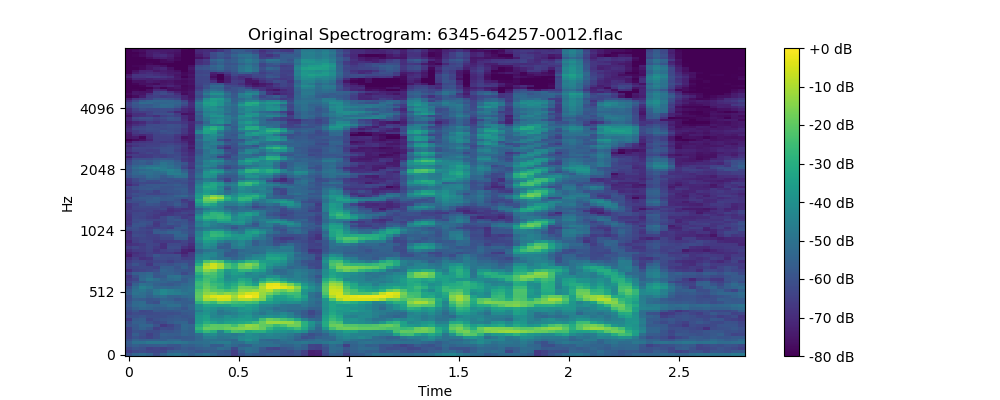 Original Spectrogram: 6345-64257-0012.flac
Hz
4096
2048
1024
512
0
0 0.5 1 1.5 2 2.5
Time
+0 dB
-10 dB
-20 dB
-30 dB
-40 dB
-50 dB
-60 dB
-70 dB
-80 dB